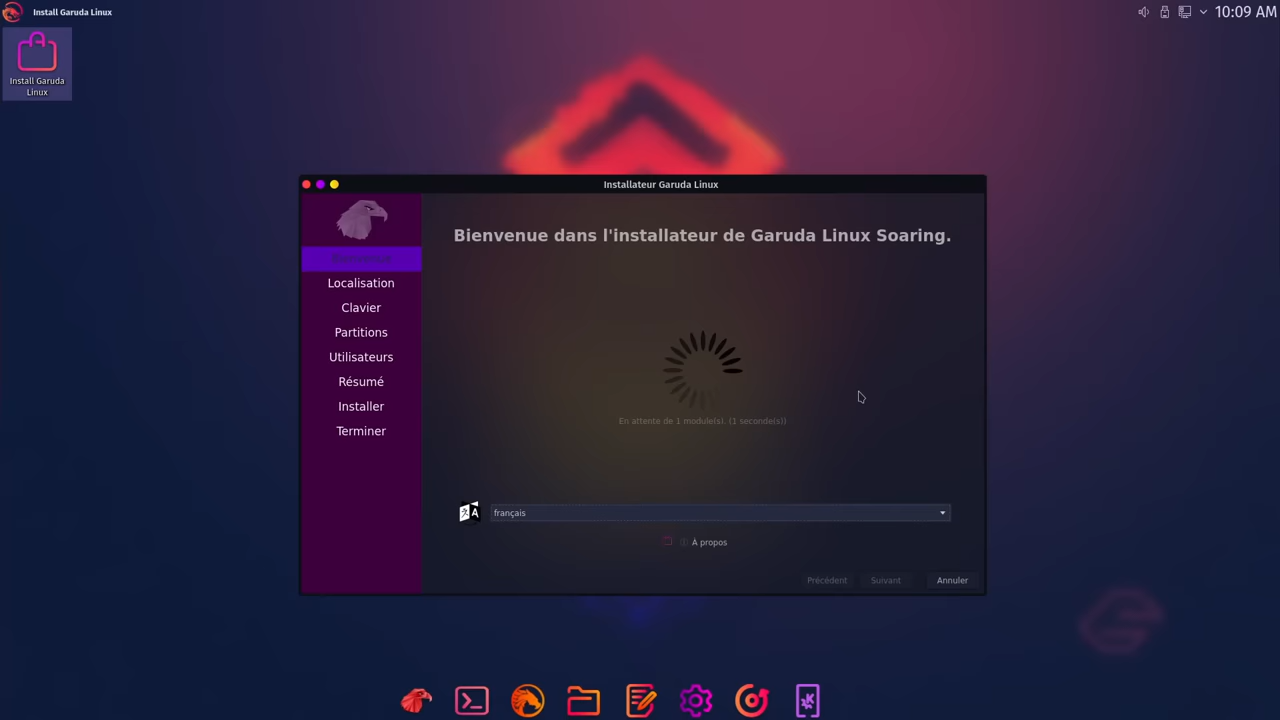 Install Garuda Linux
10:09 AM
Install Garuda
Linux
Installateur Garuda Linux
Bienvenue
Localisation
Clavier
Partitions
Utilisateurs
Résumé
Installer
Terminer
Bienvenue dans l'installateur de Garuda Linux Soaring.
En attente de 1 module(s). (1 seconde(s))
français
À propos
Précédent Suivant Annuler